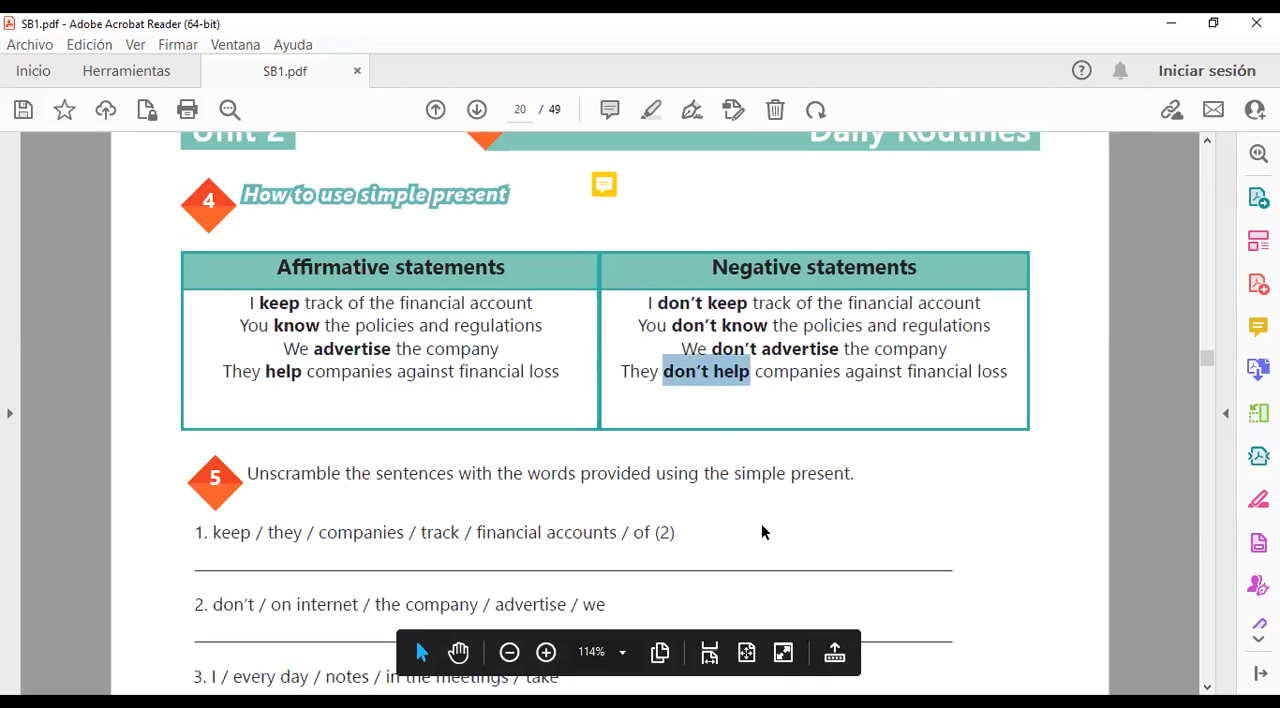 SB1.pdf - Adobe Acrobat Reader (64-bit)
Archivo Edición Ver Firmar Ventana Ayuda
Inicio Herramientas SB1.pdf × Iniciar sesión
20 / 49
Unit 2 Daily Routines
4 How to use simple present
Affirmative statements Negative statements
I keep track of the financial account I don't keep track of the financial account
You know the policies and regulations You don't know the policies and regulations
We advertise the company We don't advertise the company
They help companies against financial loss They don't help companies against financial loss
5 Unscramble the sentences with the words provided using the simple present.
1. keep / they / companies / track / financial accounts / of (2)
2. don't / on internet / the company / advertise / we
114%
3. I / every day / notes / in the meetings / take